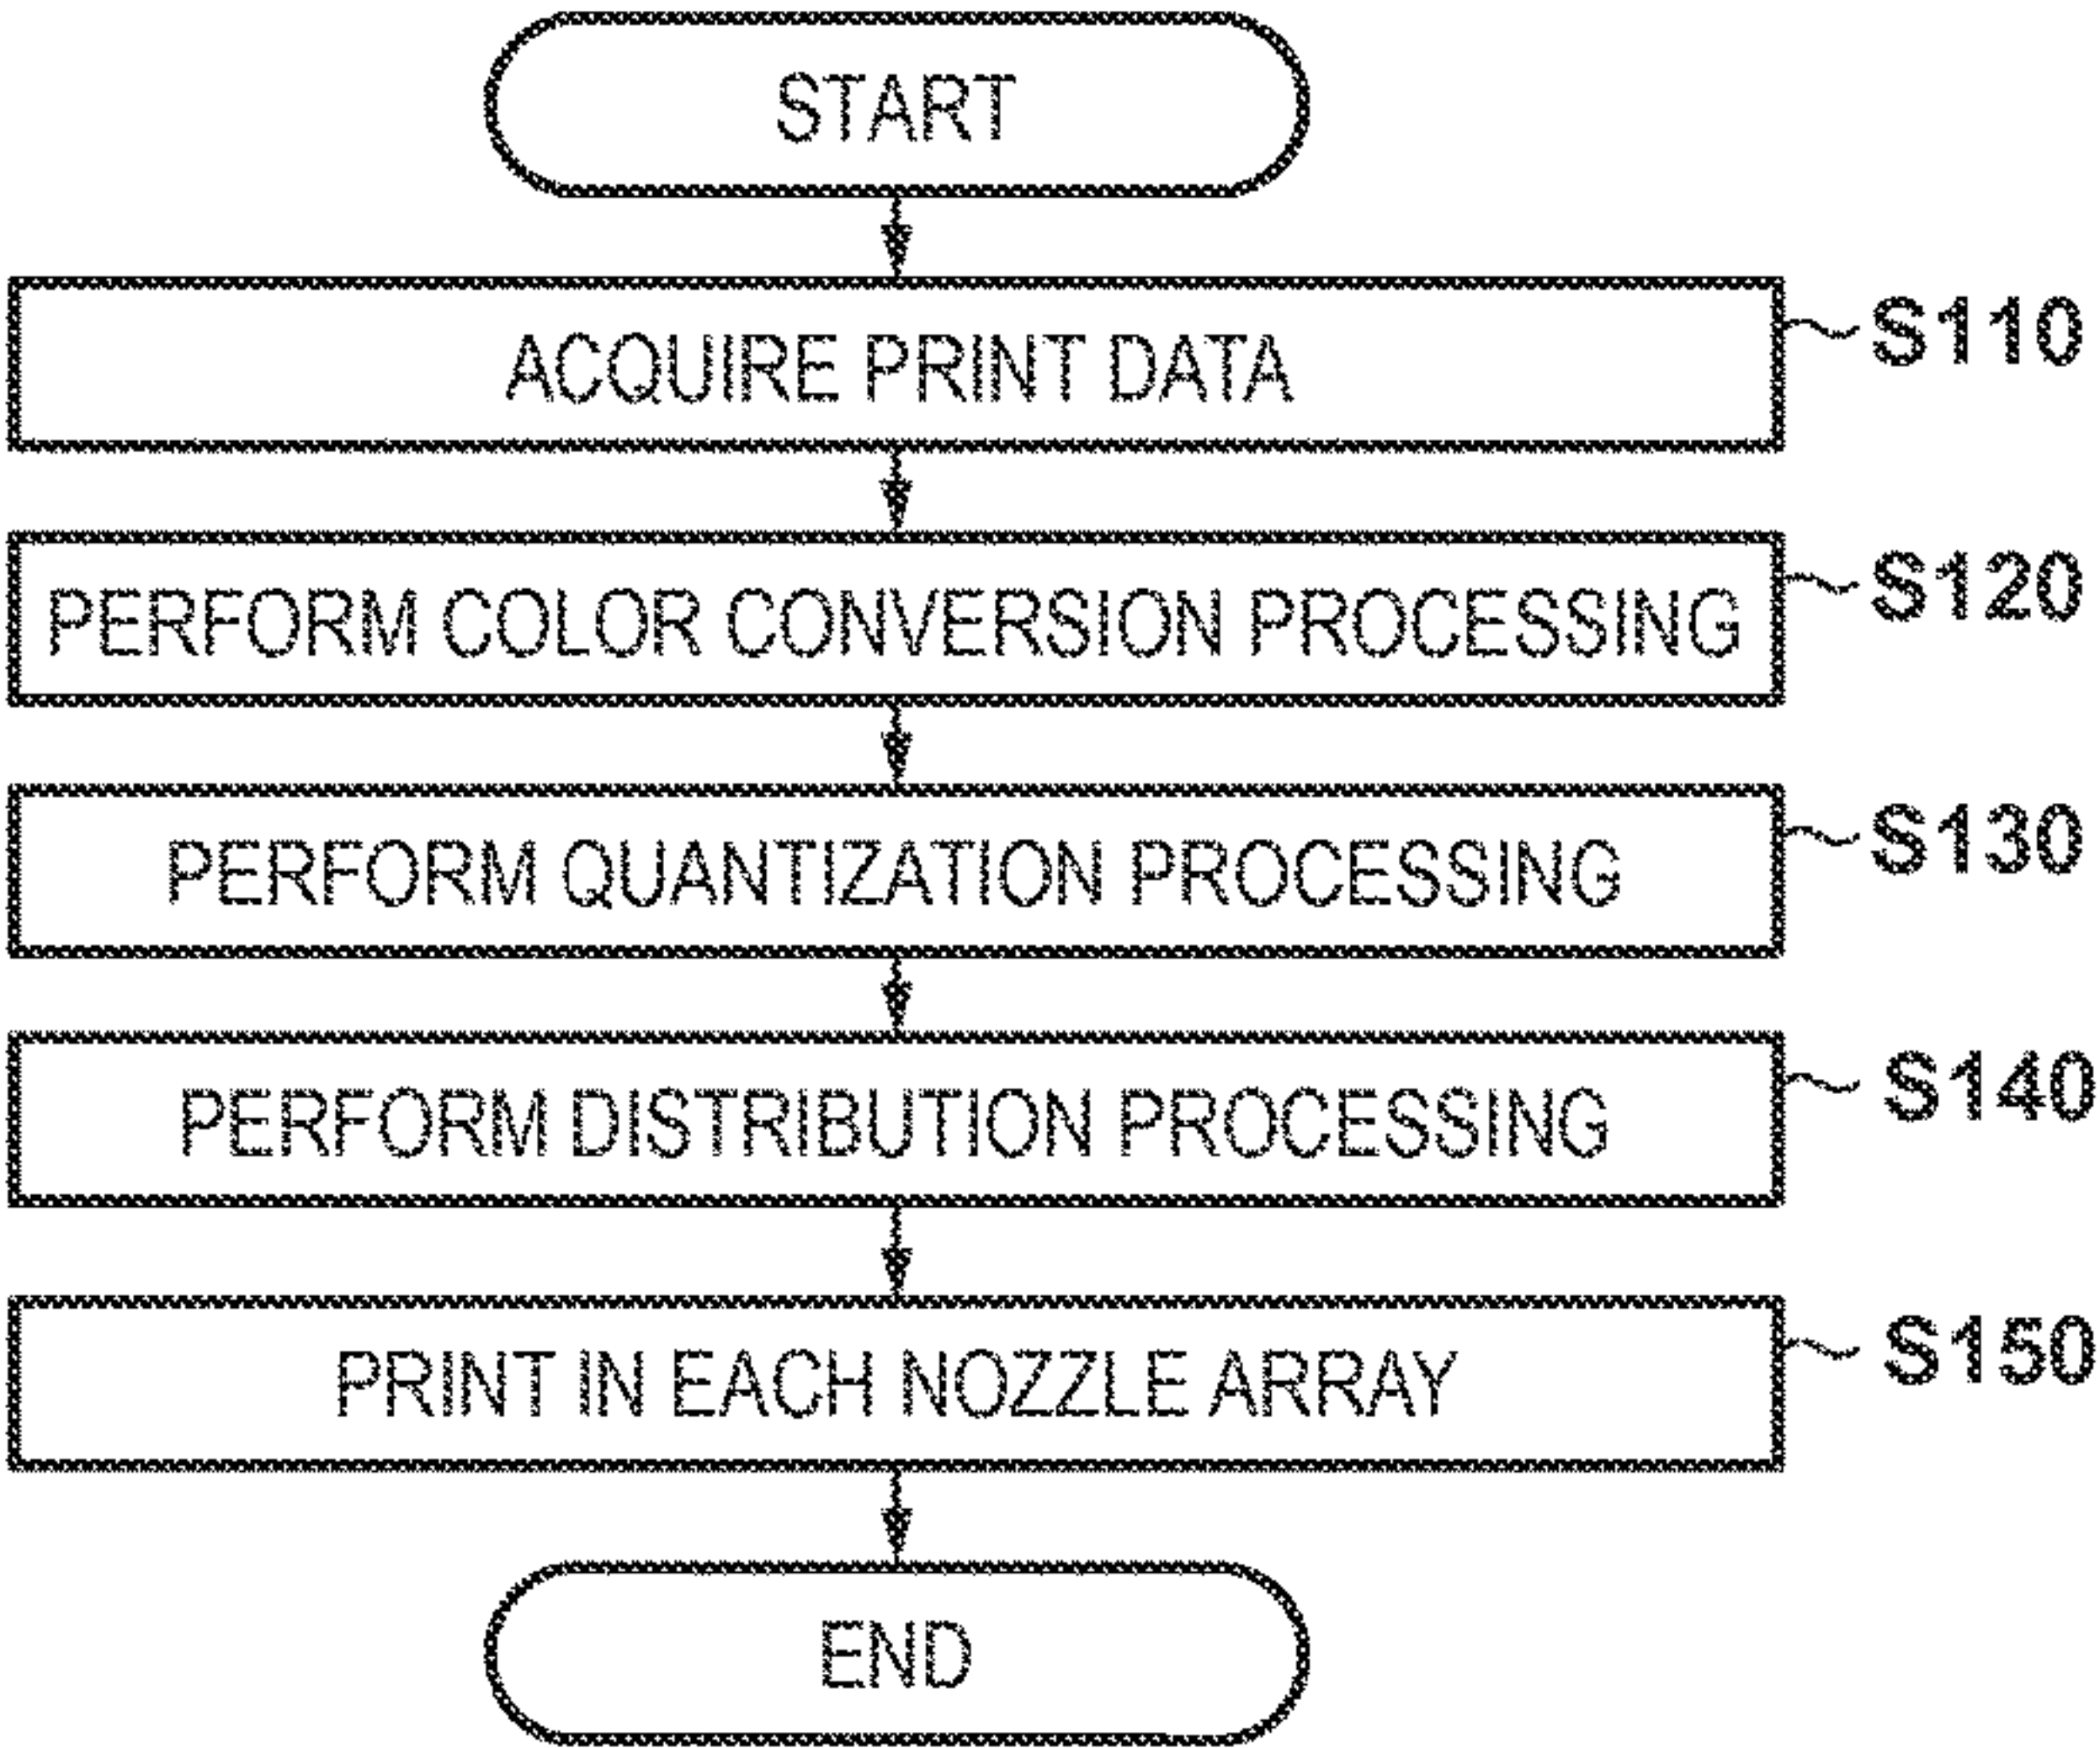 START
ACQUIRE PRINT DATA
S110
PERFORM COLOR CONVERSION PROCESSING
S120
PERFORM QUANTIZATION PROCESSING
S130
PERFORM DISTRIBUTION PROCESSING
S140
PRINT IN EACH NOZZLE ARRAY
S150
END